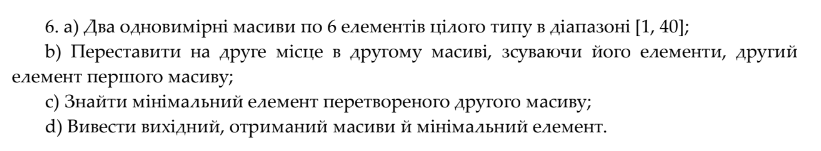 6. a) Два одновимірні масиви по 6 елементів цілого типу в діапазоні [1, 40];
b) Переставити на друге місце в другому масиві, зсуваючи його елементи, другий
елемент першого масиву;
c) Знайти мінімальний елемент перетвореного другого масиву;
d) Вивести вихідний, отриманий масиви й мінімальний елемент.